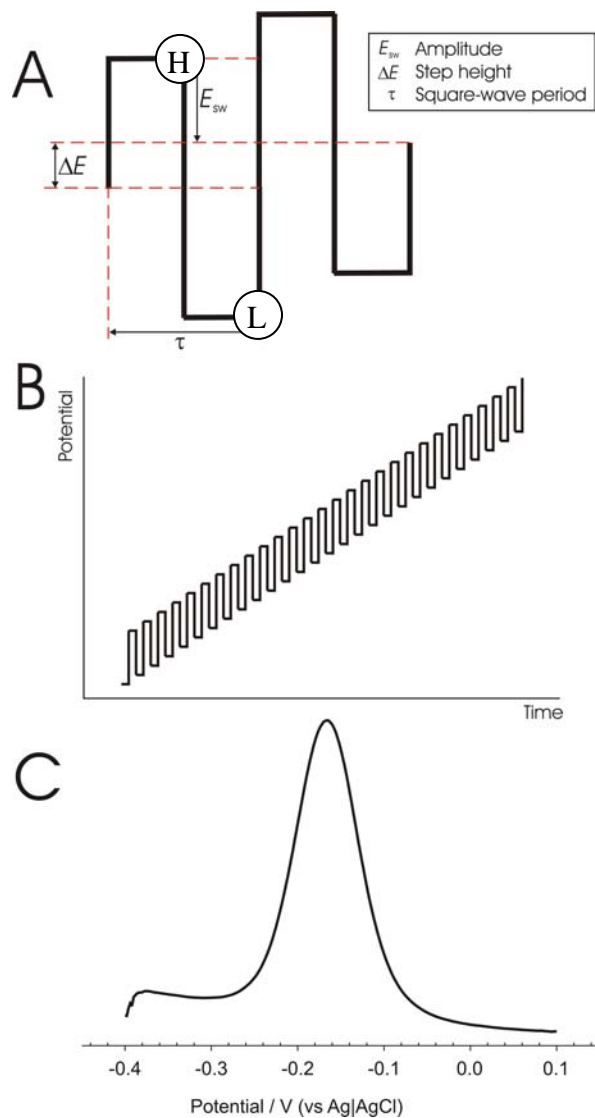 A
H
E_sw
ΔE
L
τ
E_sw Amplitude
ΔE Step height
τ Square-wave period
B
Potential
Time
C
-0.4 -0.3 -0.2 -0.1 0.0 0.1
Potential / V (vs Ag|AgCl)